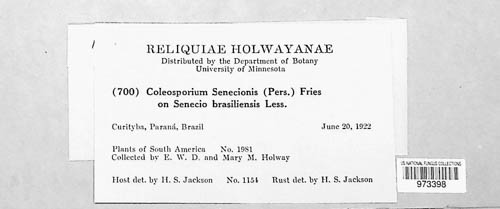 RELIQUIAE HOLWAYANAE
Distributed by the Department of Botany
University of Minnesota
(700) Coleosporium Senecionis (Pers.) Fries
on Senecio brasiliensis Less.
Curityba, Paraná, Brazil June 20, 1922
Plants of South America No. 1981
Collected by E. W. D. and Mary M. Holway
Host det. by H. S. Jackson No. 1154 Rust det. by H. S. Jackson
US NATIONAL FUNGUS COLLECTIONS
973398